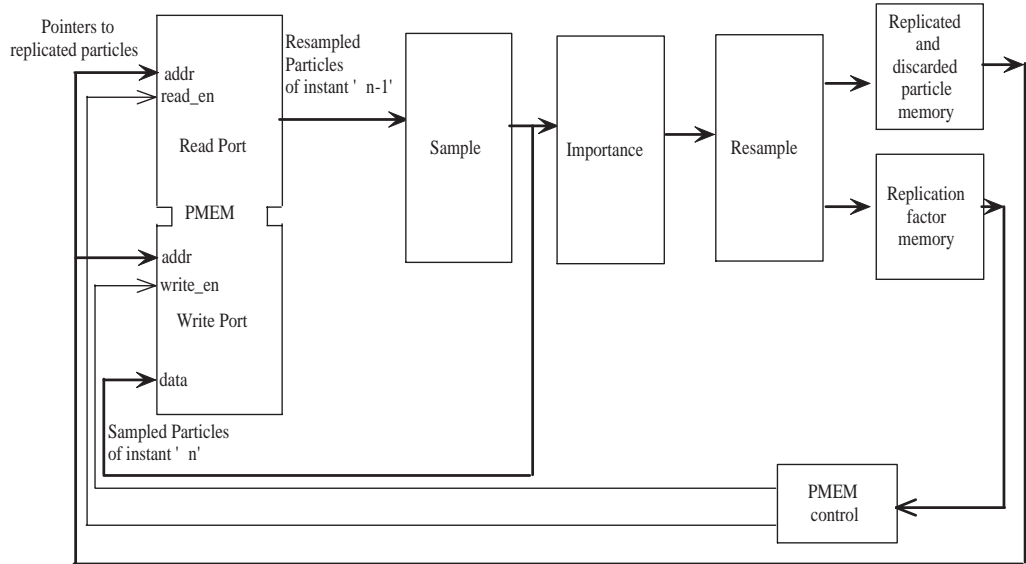 Pointers to
replicated particles
addr
read_en
Read Port
PMEM
addr
write_en
Write Port
data
Resampled
Particles
of instant ' n-1'
Sampled Particles
of instant ' n'
Sample
Importance
Resample
Replicated
and
discarded
particle
memory
Replication
factor
memory
PMEM
control